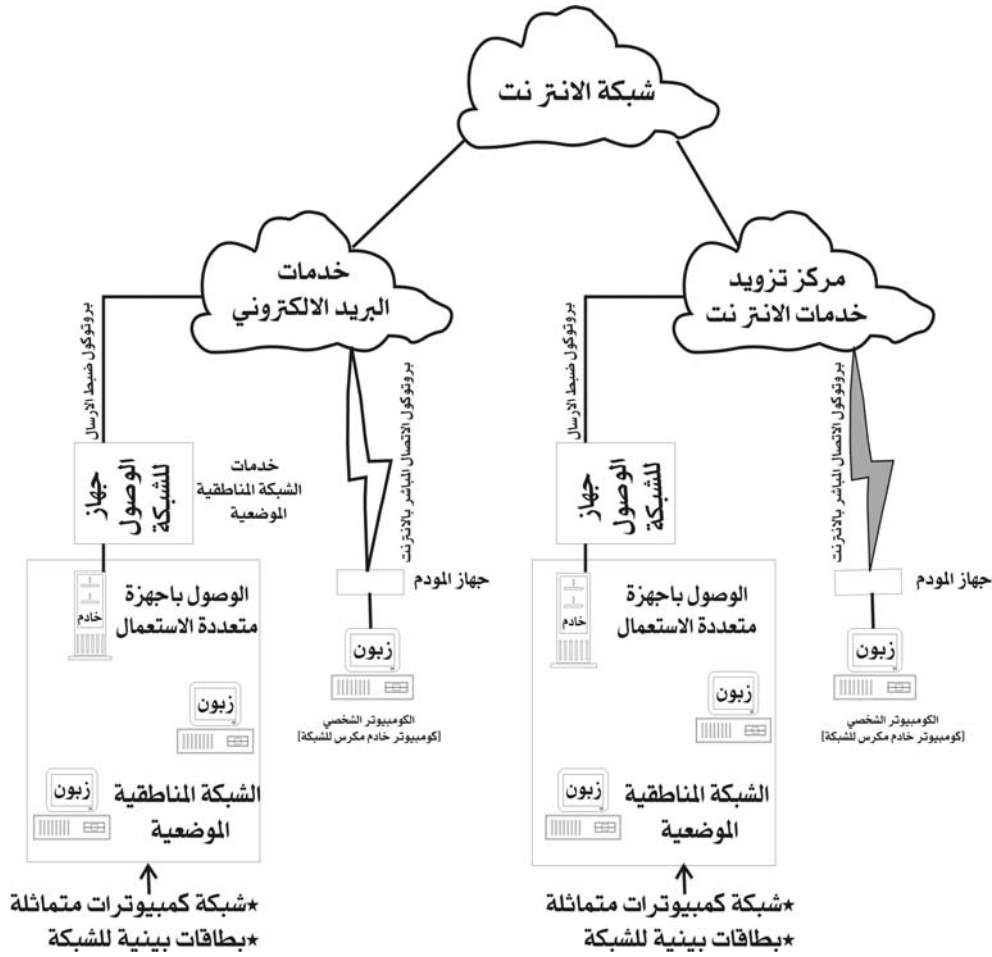 شبكة الانترنت
مركز تزويد
خدمات الانترنت
خدمات
البريد الالكتروني
بروتوكول ضبط الارسال
بروتوكول الاتصال المباشر بالانترنت
جهاز
الوصول
للشبكة
جهاز المودم
الوصول باجهزة
متعددة الاستعمال
خادم
زبون
زبون
الكومبيوتر الشخصي
[كومبيوتر خادم مكرس للشبكة]
زبون
الشبكة المناطقية
الموضعية
★شبكة كمبيوترات متماثلة
★بطاقات بينية للشبكة
بروتوكول ضبط الارسال
بروتوكول الاتصال المباشر بالانترنت
جهاز
الوصول
للشبكة
خدمات
الشبكة المناطقية
الموضعية
جهاز المودم
الوصول باجهزة
متعددة الاستعمال
خادم
زبون
زبون
الكومبيوتر الشخصي
[كومبيوتر خادم مكرس للشبكة]
زبون
الشبكة المناطقية
الموضعية
★شبكة كمبيوترات متماثلة
★بطاقات بينية للشبكة